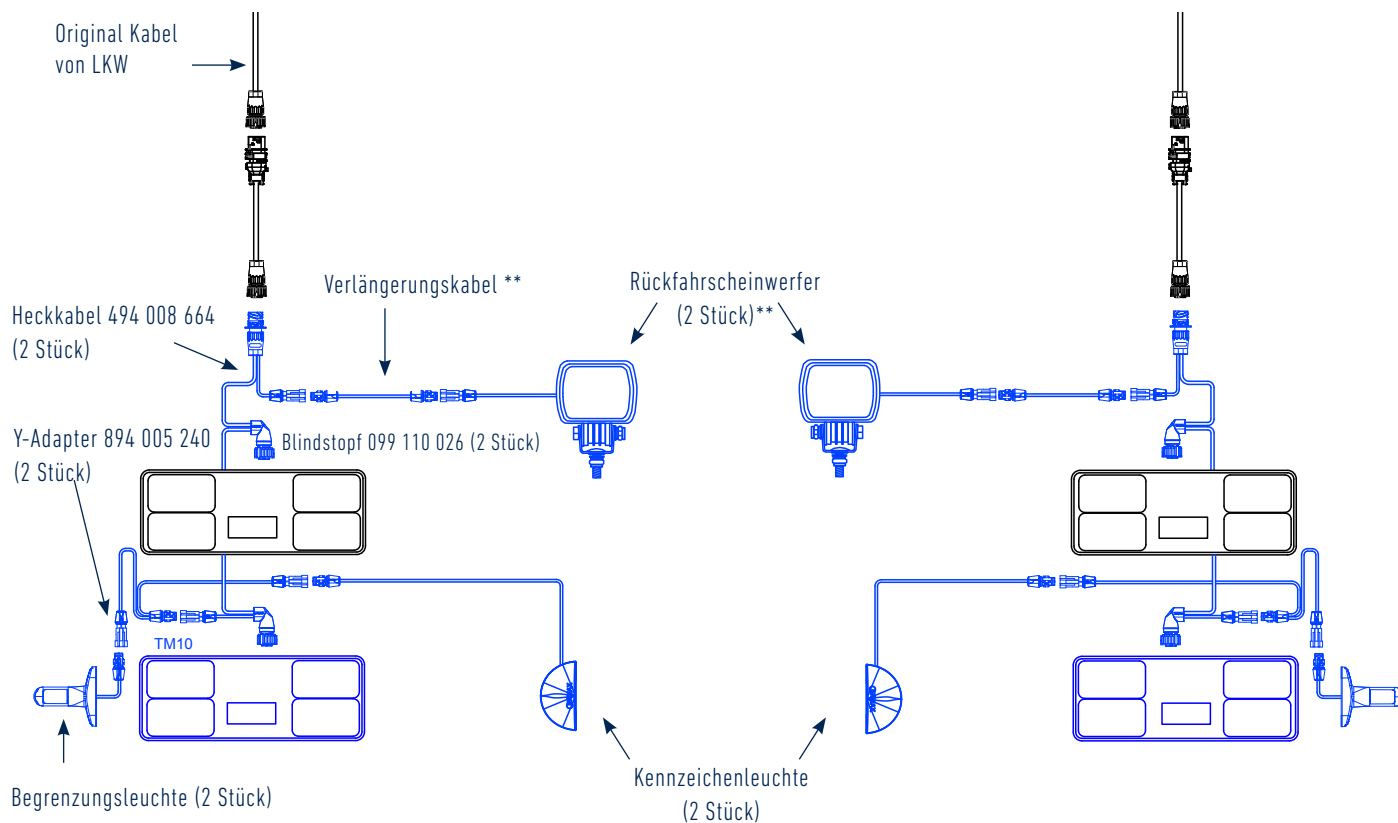 Original Kabel
von LKW
Verlängerungskabel **
Rückfahrscheinwerfer
(2 Stück)**
Heckkabel 494 008 664
(2 Stück)
Y-Adapter 894 005 240
(2 Stück)
Blindstopf 099 110 026 (2 Stück)
TM10
Begrenzungsleuchte (2 Stück)
Kennzeichenleuchte
(2 Stück)